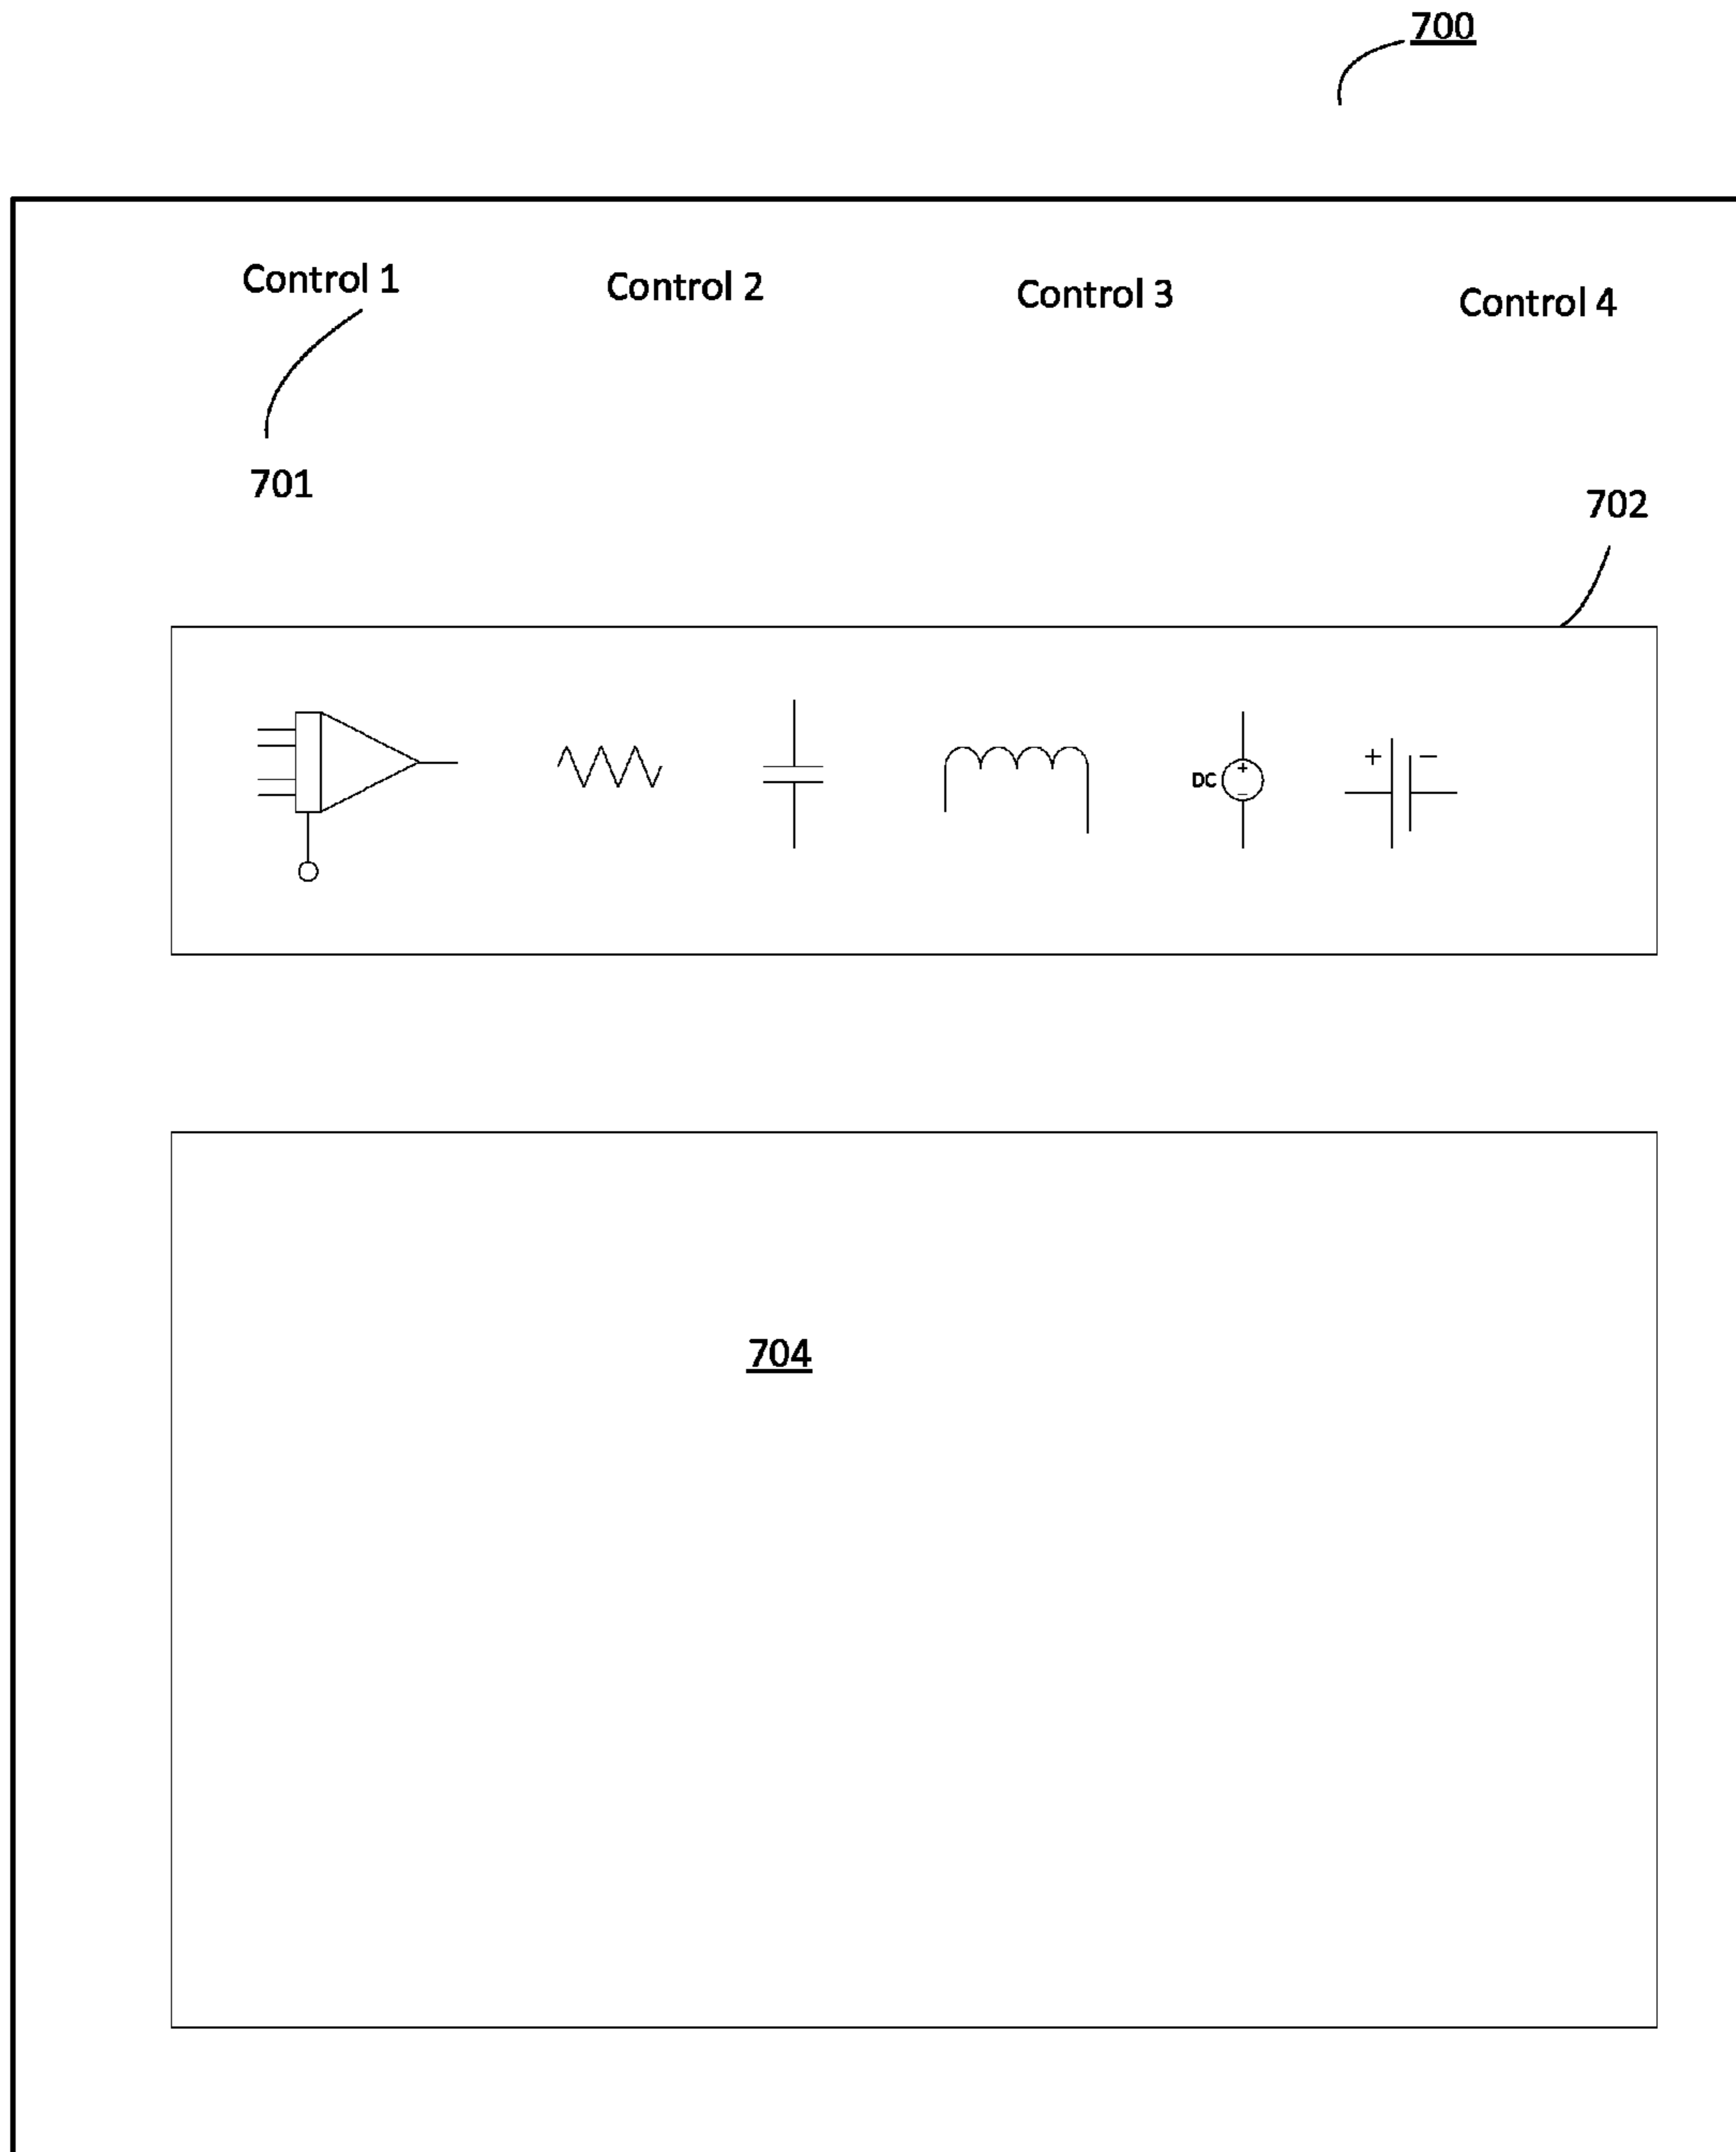 700
Control 1 Control 2 Control 3 Control 4
701
702
+ −
DC + −
704